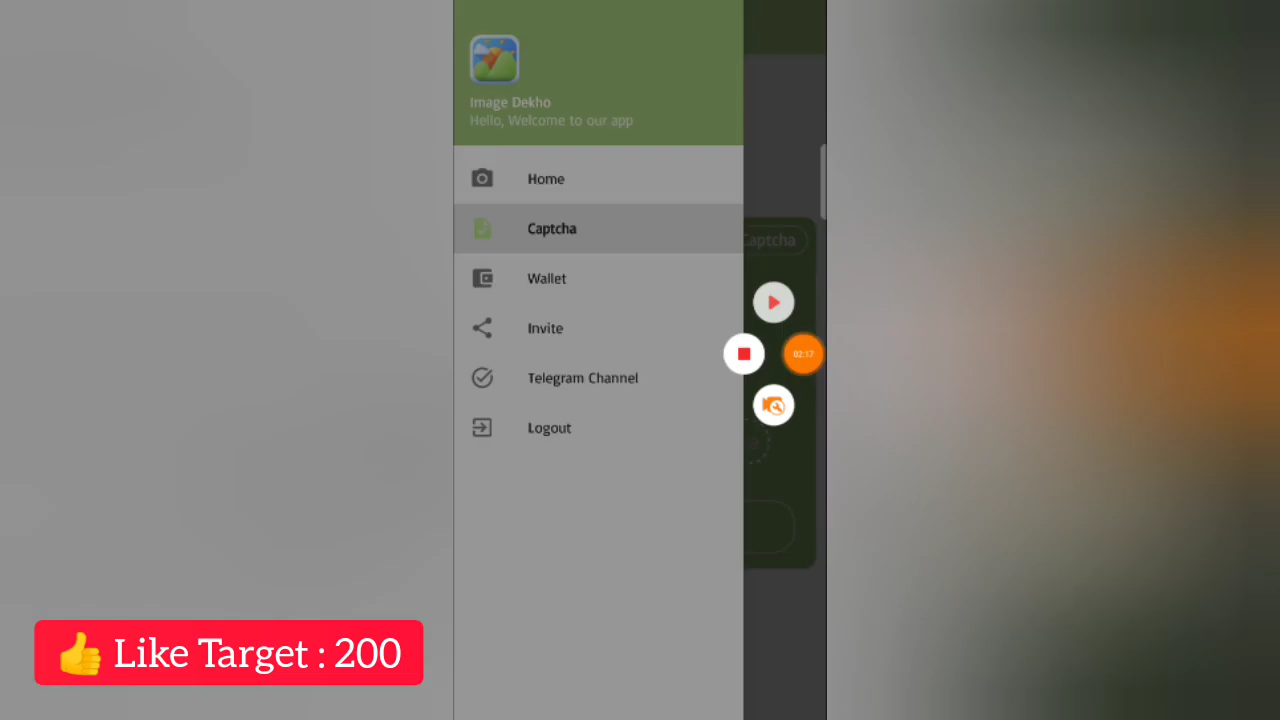 Image Dekho
Hello, Welcome to our app
Home
Captcha
Captcha
Wallet
Invite
02:17
Telegram Channel
Logout
👍 Like Target : 200